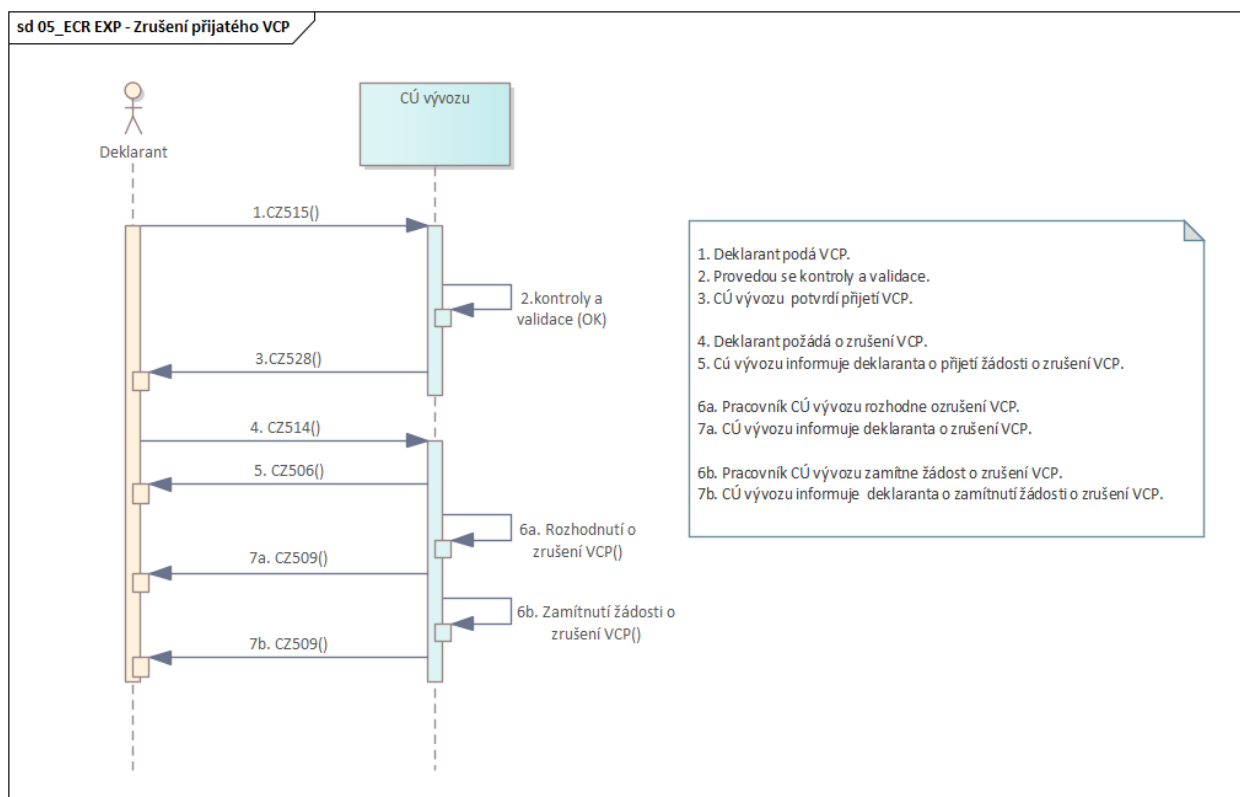 sd 05_ECR EXP - Zrušení přijatého VCP
Deklarant
CÚ vývozu
1.CZ515()
2.kontroly a
validace (OK)
3.CZ528()
4. CZ514()
5. CZ506()
6a. Rozhodnutí o
zrušení VCP()
7a. CZ509()
6b. Zamítnutí žádosti o
zrušení VCP()
7b. CZ509()
1. Deklarant podá VCP.
2. Provedou se kontroly a validace.
3. CÚ vývozu potvrdí přijetí VCP.
4. Deklarant požádá o zrušení VCP.
5. Cú vývozu informuje deklaranta o přijetí žádosti o zrušení VCP.
6a. Pracovník CÚ vývozu rozhodne ozrušení VCP.
7a. CÚ vývozu informuje deklaranta o zrušení VCP.
6b. Pracovník CÚ vývozu zamítne žádost o zrušení VCP.
7b. CÚ vývozu informuje deklaranta o zamítnutí žádosti o zrušení VCP.